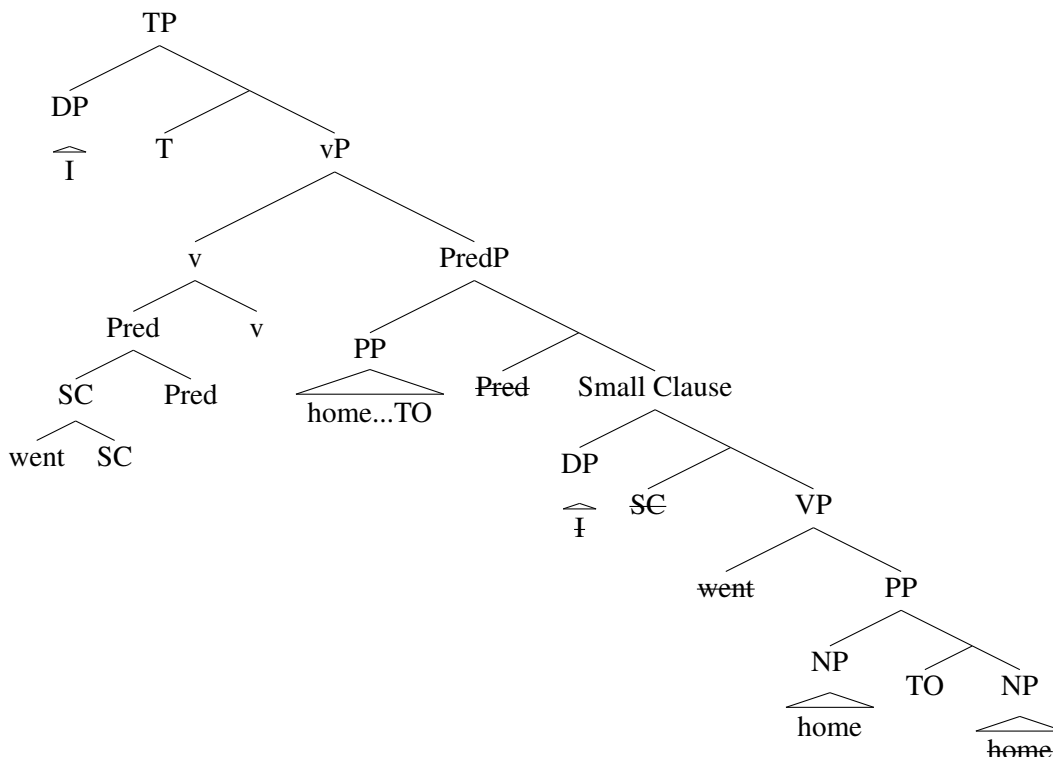 TP
DP
T vP
I
v PredP
Pred v PP
SC Pred Pred Small Clause
home...TO
went SC DP
SC VP
I
went PP
NP TO NP
home
home